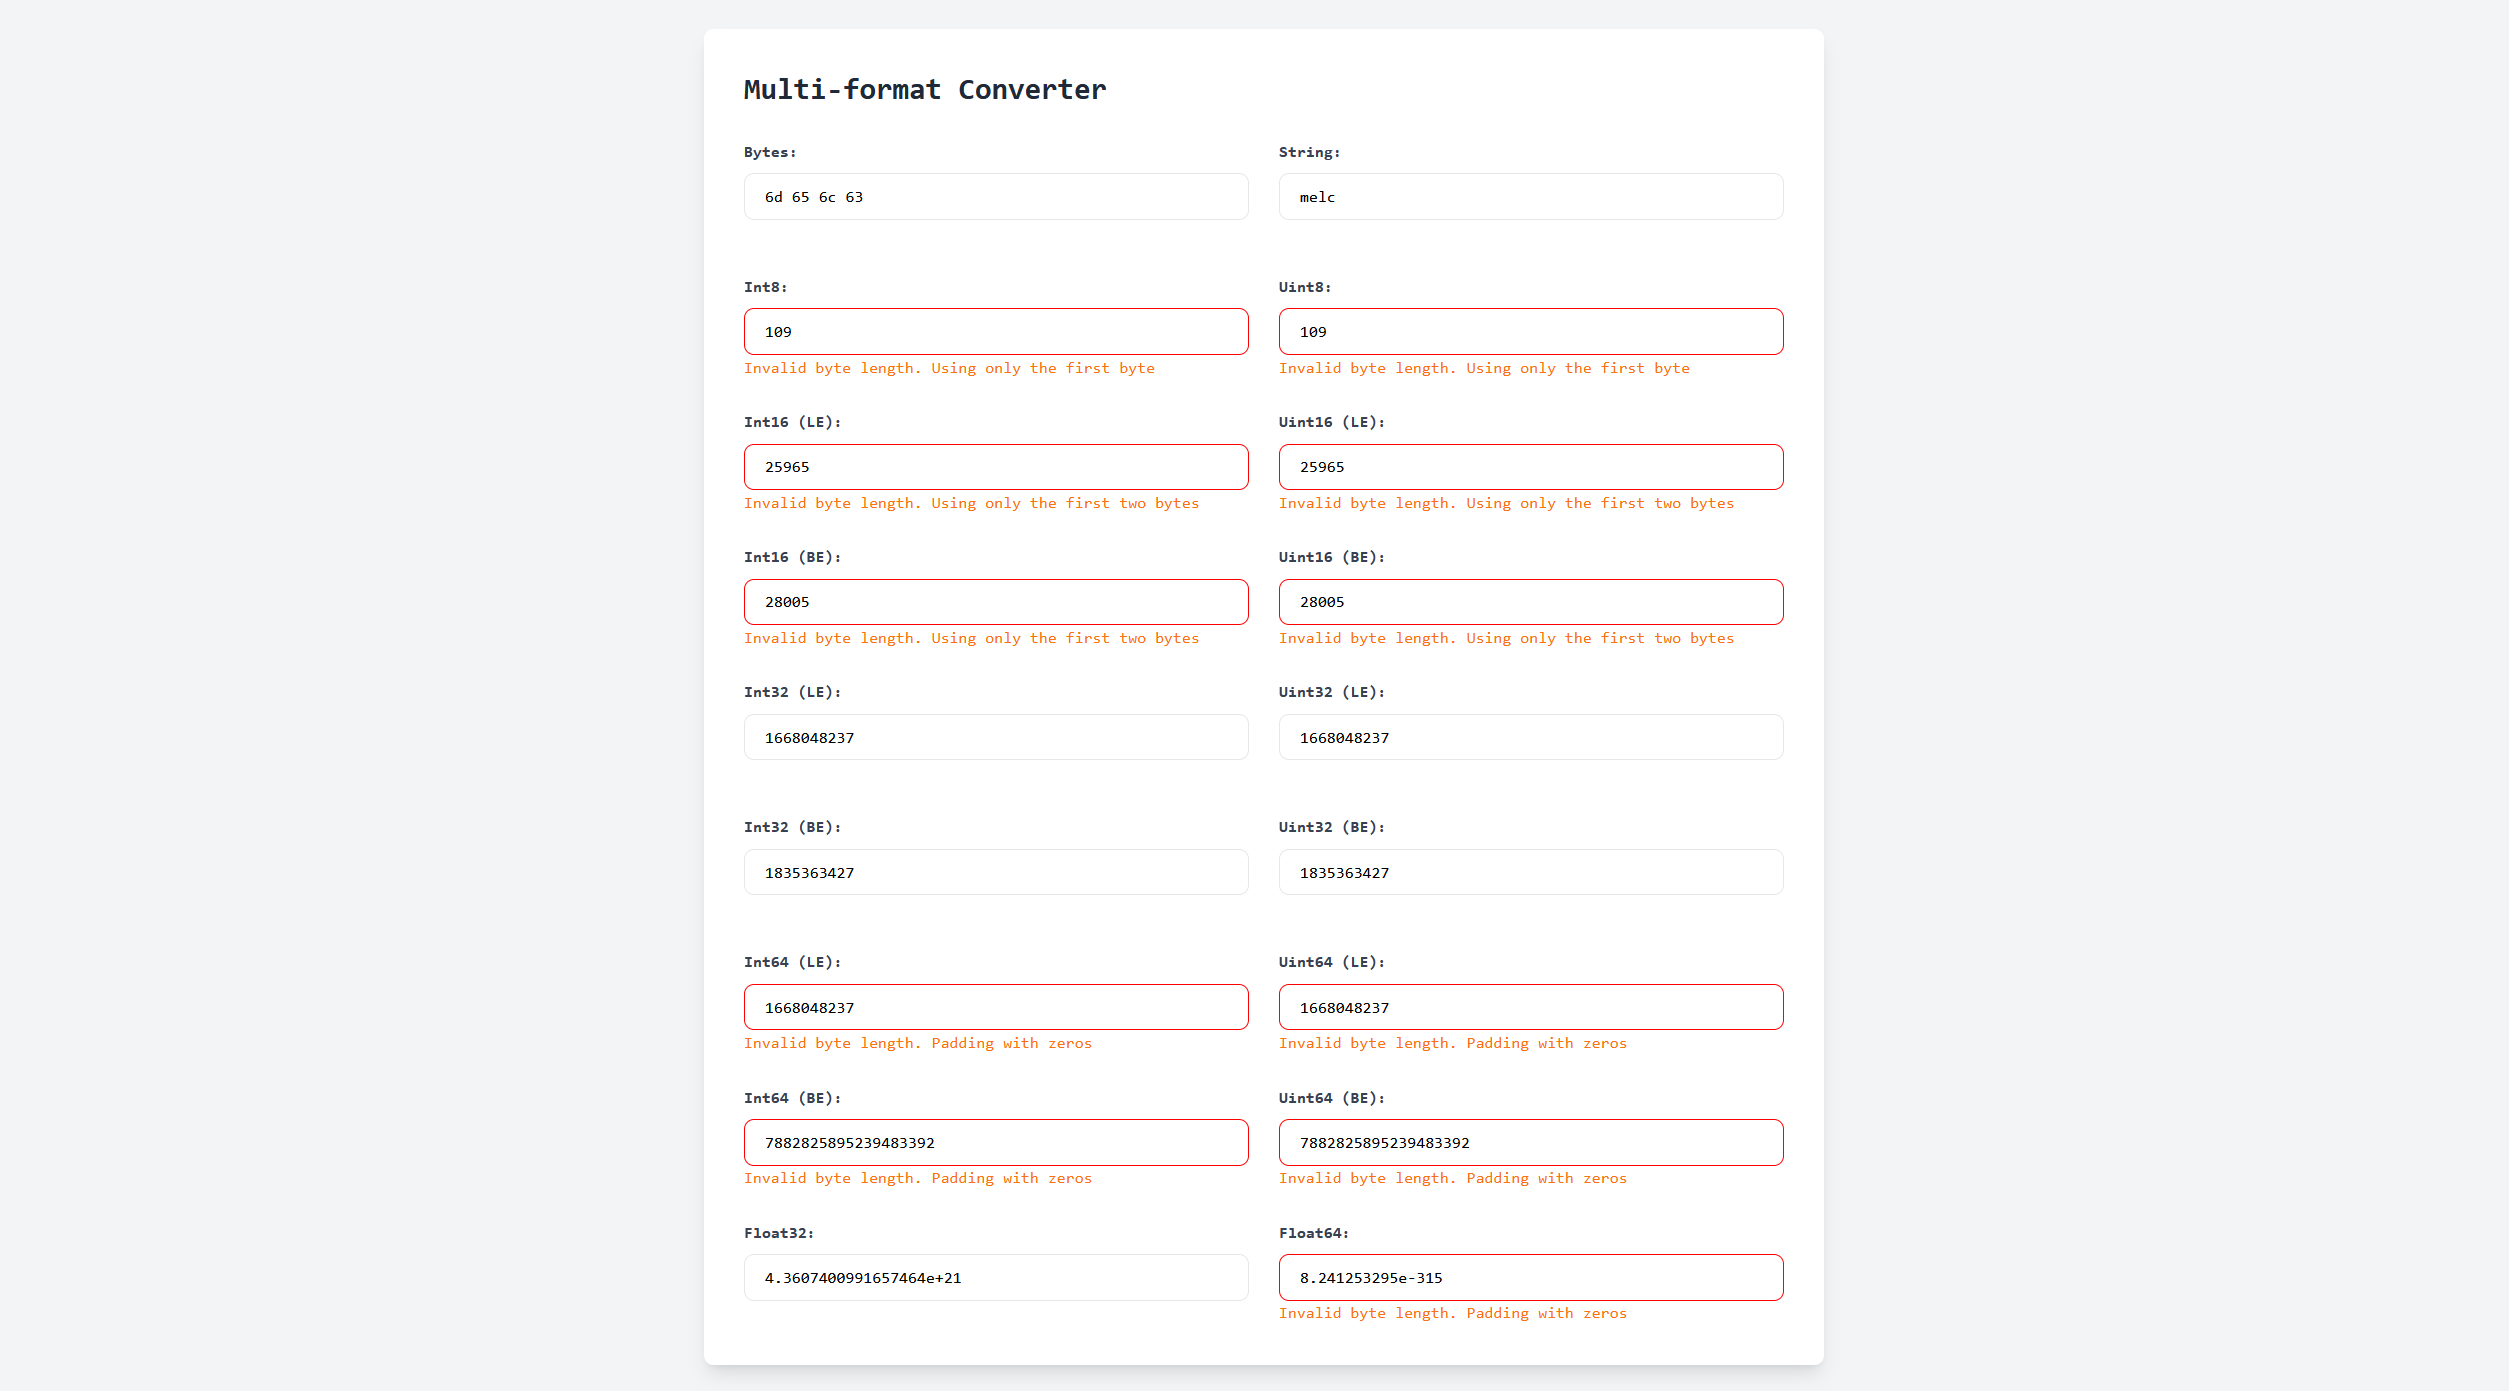 Multi-format Converter
Bytes:
6d 65 6c 63
String:
melc
Int8:
109
Invalid byte length. Using only the first byte
Uint8:
109
Invalid byte length. Using only the first byte
Int16 (LE):
25965
Invalid byte length. Using only the first two bytes
Uint16 (LE):
25965
Invalid byte length. Using only the first two bytes
Int16 (BE):
28005
Invalid byte length. Using only the first two bytes
Uint16 (BE):
28005
Invalid byte length. Using only the first two bytes
Int32 (LE):
1668048237
Uint32 (LE):
1668048237
Int32 (BE):
1835363427
Uint32 (BE):
1835363427
Int64 (LE):
1668048237
Invalid byte length. Padding with zeros
Uint64 (LE):
1668048237
Invalid byte length. Padding with zeros
Int64 (BE):
7882825895239483392
Invalid byte length. Padding with zeros
Uint64 (BE):
7882825895239483392
Invalid byte length. Padding with zeros
Float32:
4.3607400991657464e+21
Float64:
8.241253295e-315
Invalid byte length. Padding with zeros